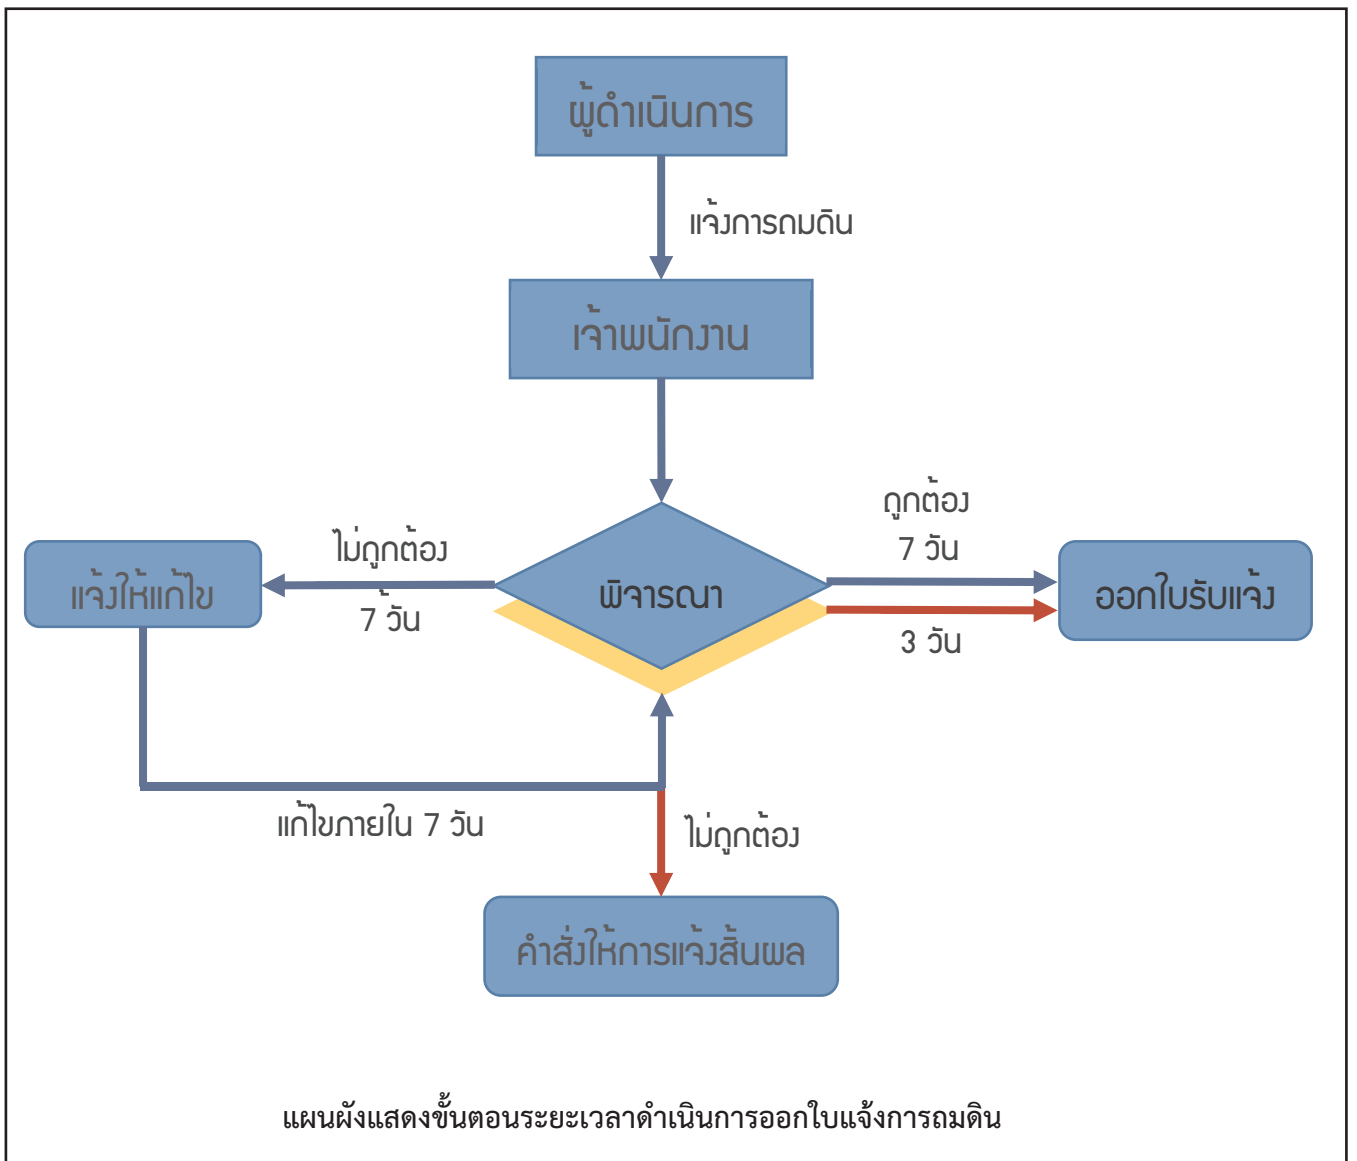 ผู้ดำเนินการ
แจ้งการถมดิน
เจ้าพนักงาน
ถูกต้อง
7 วัน
ไม่ถูกต้อง
7 วัน
แจ้งให้แก้ไข
พิจารณา
ออกใบรับแจ้ง
3 วัน
แก้ไขภายใน 7 วัน
ไม่ถูกต้อง
คำสั่งให้การแจ้งสิ้นผล
แผนผังแสดงขั้นตอนระยะเวลาดำเนินการออกใบแจ้งการถมดิน